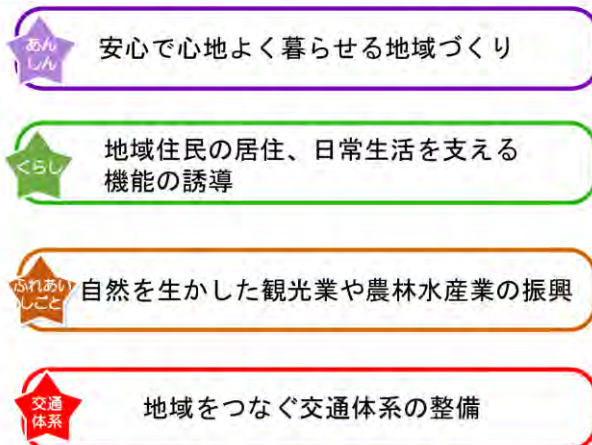 あん
しん
安心で心地よく暮らせる地域づくり
くらし
地域住民の居住、日常生活を支える
機能の誘導
ふれあい
しごと
自然を生かした観光業や農林水産業の振興
交通
体系
地域をつなぐ交通体系の整備